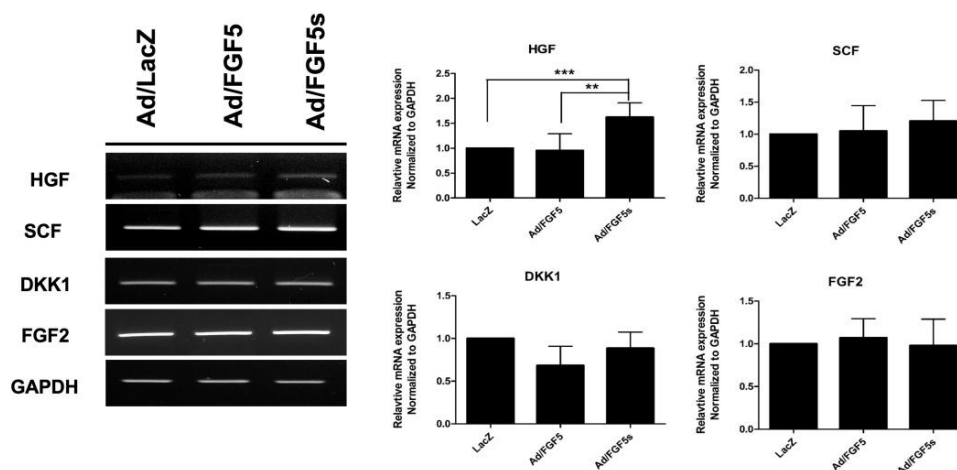 Ad/LacZ
Ad/FGF5
Ad/FGF5s
HGF
SCF
DKK1
FGF2
GAPDH
HGF
Relavtive mRNA expression
Normalized to GAPDH
2.5
2.0
1.5
1.0
0.5
0.0
***
**
LacZ
Ad/FGF5
Ad/FGF5s
SCF
Relavtive mRNA expression
Normalized to GAPDH
2.0
1.5
1.0
0.5
0.0
LacZ
Ad/FGF5
Ad/FGF5s
DKK1
Relavtive mRNA expression
Normalized to GAPDH
1.5
1.0
0.5
0.0
LacZ
Ad/FGF5
Ad/FGF5s
FGF2
Relavtive mRNA expression
Normalized to GAPDH
1.5
1.0
0.5
0.0
LacZ
Ad/FGF5
Ad/FGF5s